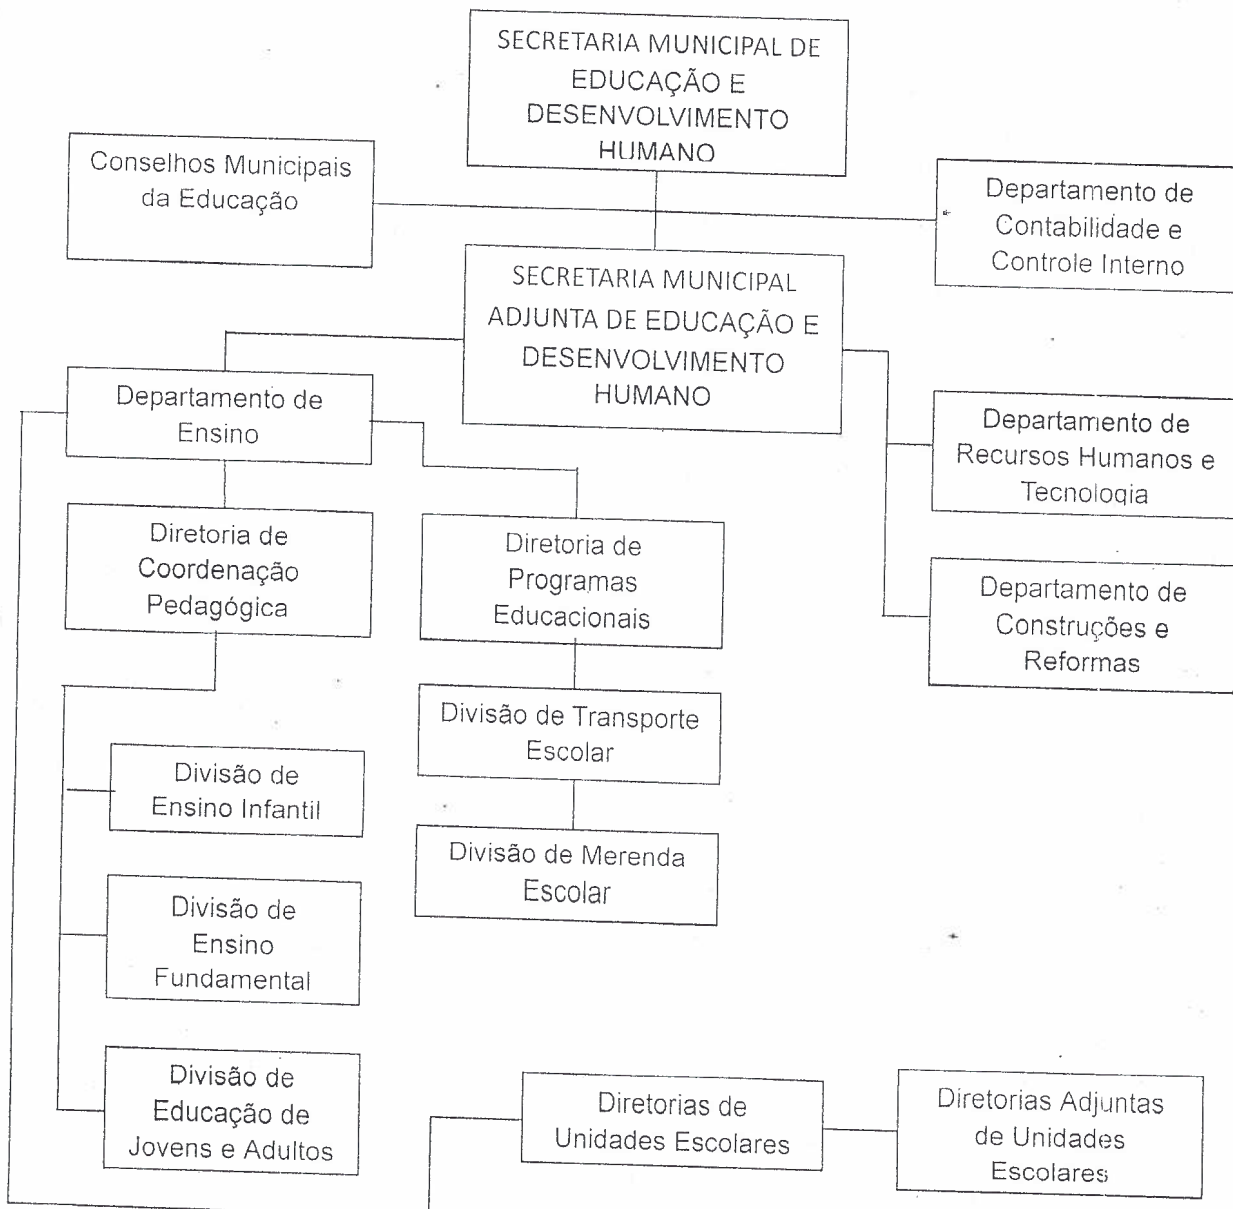 SECRETARIA MUNICIPAL DE
EDUCAÇÃO E
DESENVOLVIMENTO
HUMANO
Conselhos Municipais
da Educação
Departamento de
Contabilidade e
Controle Interno
SECRETARIA MUNICIPAL
ADJUNTA DE EDUCAÇÃO E
DESENVOLVIMENTO
HUMANO
Departamento de
Ensino
Departamento de
Recursos Humanos e
Tecnologia
Diretoria de
Coordenação
Pedagógica
Diretoria de
Programas
Educacionais
Departamento de
Construções e
Reformas
Divisão de Transporte
Escolar
Divisão de
Ensino Infantil
Divisão de Merenda
Escolar
Divisão de
Ensino
Fundamental
Divisão de
Educação de
Jovens e Adultos
Diretorias de
Unidades Escolares
Diretorias Adjuntas
de Unidades
Escolares